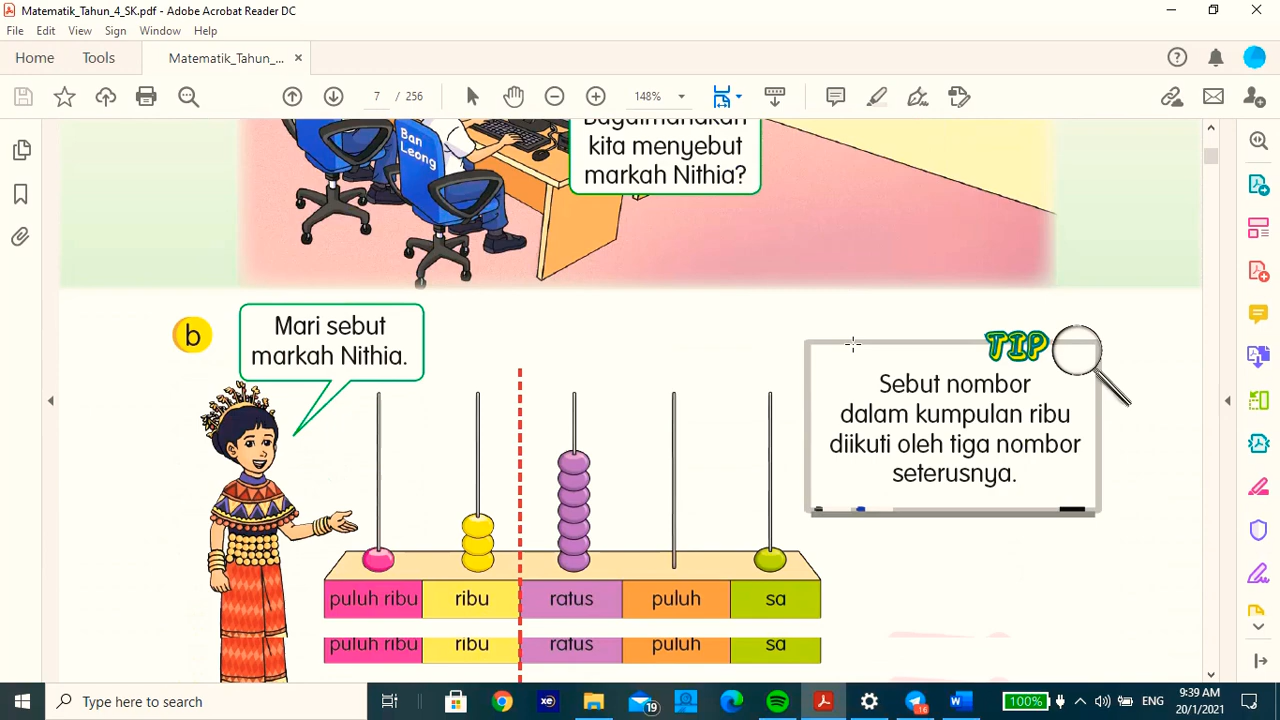 Matematik_Tahun_4_SK.pdf - Adobe Acrobat Reader DC
File Edit View Sign Window Help
Home Tools Matematik_Tahun_... ×
7 / 256 148%
Bagaimanakah
kita menyebut
markah Nithia?
Ban
Leong
b
Mari sebut
markah Nithia.
TIP
Sebut nombor
dalam kumpulan ribu
diikuti oleh tiga nombor
seterusnya.
puluh ribu ribu ratus puluh sa
puluh ribu ribu ratus puluh sa
Type here to search
xe
19
16
W
100%
ENG
9:39 AM
20/1/2021